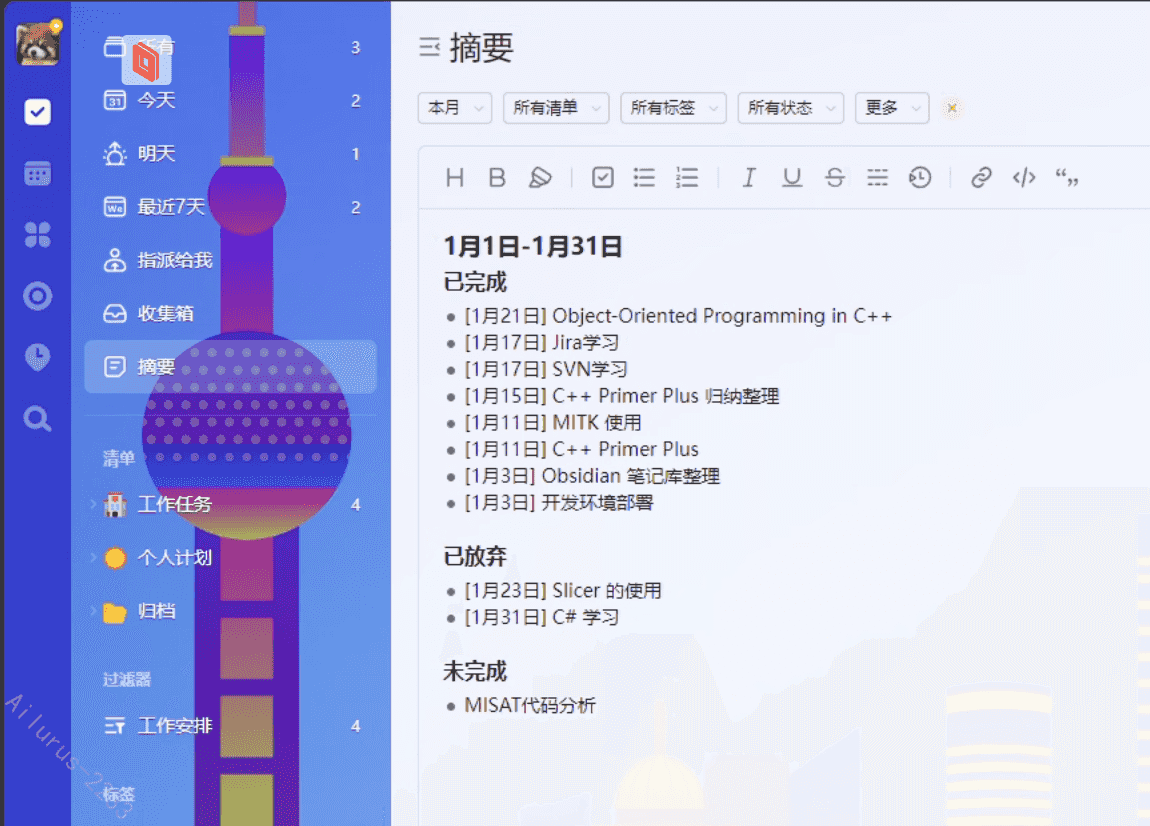 所有 3
31 今天 2
明天 1
We 最近7天 2
指派给我
收集箱
摘要
清单
工作任务 4
个人计划
归档
过滤器
工作安排 4
标签
Ailurus-2263
摘要
本月 所有清单 所有标签 所有状态 更多
H B I U S
1月1日-1月31日
已完成
[1月21日] Object-Oriented Programming in C++
[1月17日] Jira学习
[1月17日] SVN学习
[1月15日] C++ Primer Plus 归纳整理
[1月11日] MITK 使用
[1月11日] C++ Primer Plus
[1月3日] Obsidian 笔记库整理
[1月3日] 开发环境部署
已放弃
[1月23日] Slicer 的使用
[1月31日] C# 学习
未完成
MISAT代码分析